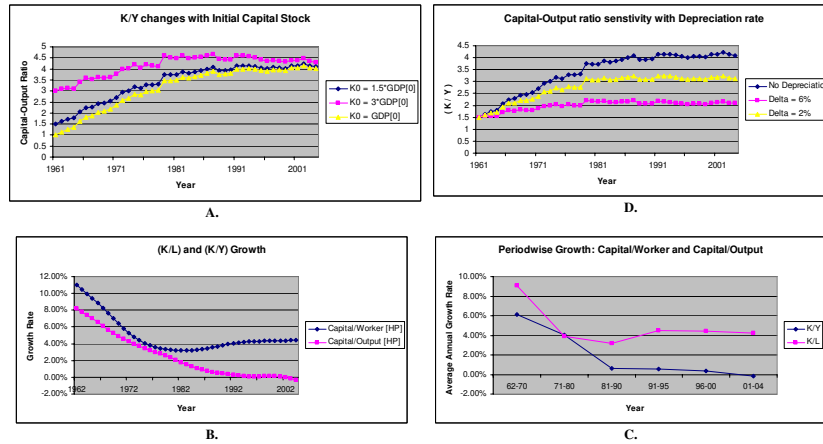 K/Y changes with Initial Capital Stock
Capital-Output Ratio
5
4.5
4
3.5
3
2.5
2
1.5
1
0.5
0
1961
1971
1981
1991
2001
Year
K0 = 1.5*GDP[0]
K0 = 3*GDP[0]
K0 = GDP[0]
A.
Capital-Output ratio senstivity with Depreciation rate
(K/Y)
4.5
4
3.5
3
2.5
2
1.5
1
0.5
0
1961
1971
1981
1991
2001
Year
No Depreciatio
Delta = 6%
Delta = 2%
D.
(K/L) and (K/Y) Growth
Growth Rate
12.00%
10.00%
8.00%
6.00%
4.00%
2.00%
0.00%
-2.00%
1962
1972
1982
1992
2002
Year
Capital/Worker [HP]
Capital/Output [HP]
B.
Periodwise Growth: Capital/Worker and Capital/Output
Average Annual Growth Rate
10.00%
8.00%
6.00%
4.00%
2.00%
0.00%
-2.00%
62-70
71-80
81-90
91-95
96-00
01-04
Year
K/Y
K/L
C.